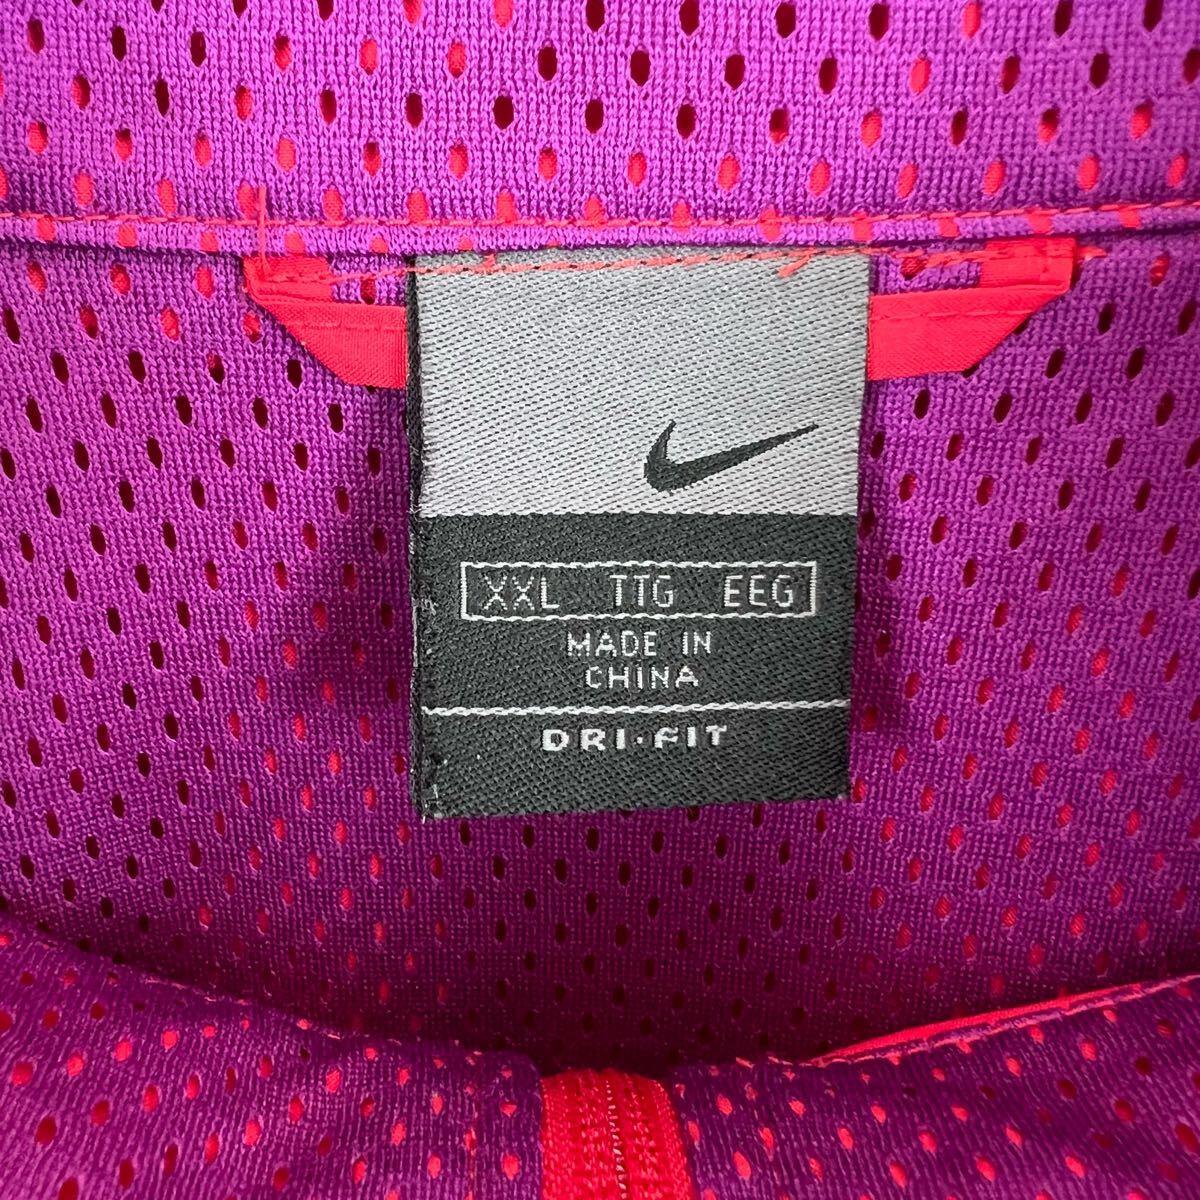 XXL TTG EEG
MADE IN
CHINA
DRI-FIT